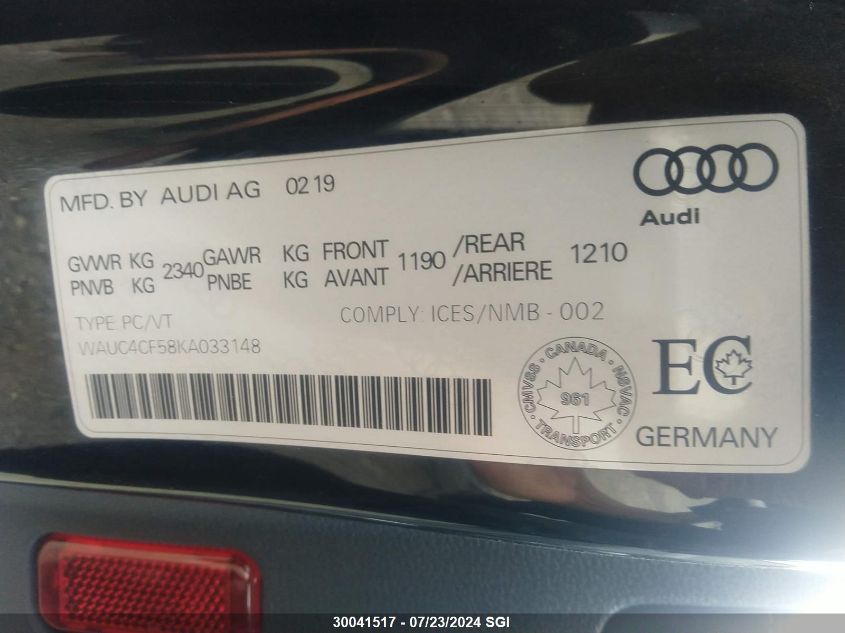 MFD. BY AUDI AG 0219
Audi
GVWR KG 2340 GAWR KG FRONT 1190 /REAR 1210
PNVB KG PNBE KG AVANT /ARRIERE
TYPE: PC/VT COMPLY: ICES/NMB - 002
WAUC4CF58KA033148
CANADA
CMVSS - NSVAC
961
TRANSPORT
EC
GERMANY
30041517 - 07/23/2024 SGI